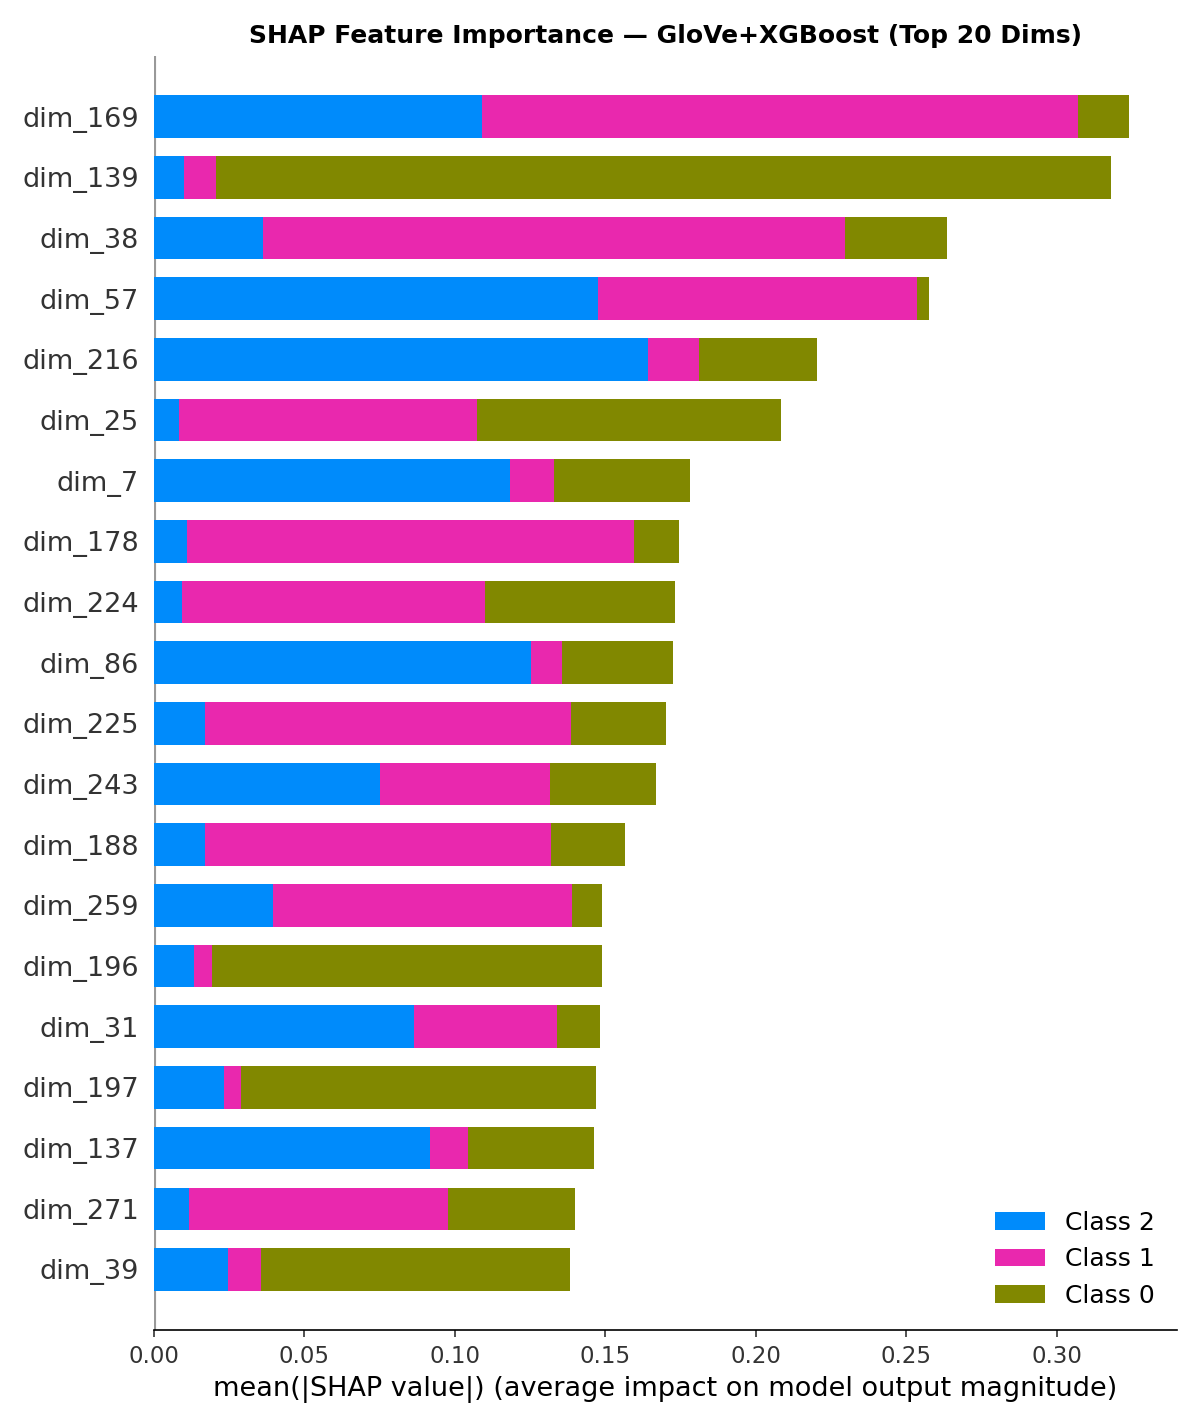 SHAP Feature Importance — GloVe+XGBoost (Top 20 Dims)
dim_169
dim_139
dim_38
dim_57
dim_216
dim_25
dim_7
dim_178
dim_224
dim_86
dim_225
dim_243
dim_188
dim_259
dim_196
dim_31
dim_197
dim_137
dim_271
dim_39
Class 2
Class 1
Class 0
0.00 0.05 0.10 0.15 0.20 0.25 0.30
mean(|SHAP value|) (average impact on model output magnitude)